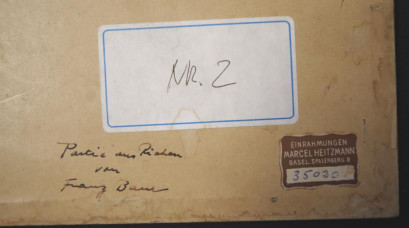 NR. 2
Partie aus Riehen
von
Franz Baur
EINRAHMUNGEN
MARCEL HEITZMANN
BASEL, SPALENBERG 8
35020